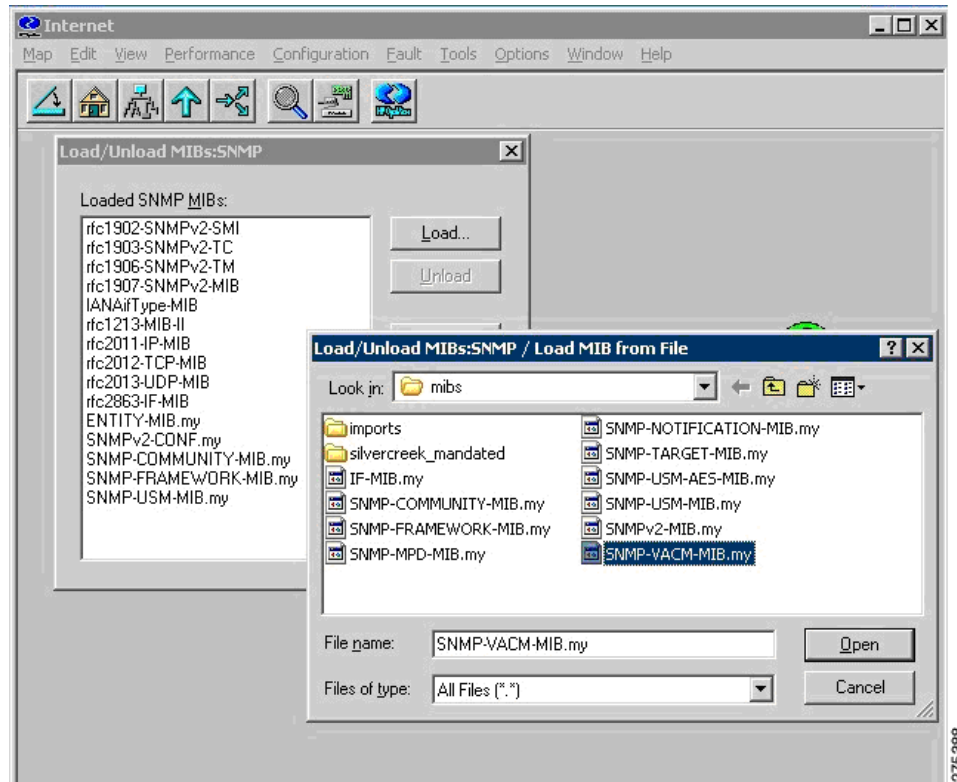 Internet
Map Edit View Performance Configuration Fault Tools Options Window Help
Load/Unload MIBs:SNMP
Loaded SNMP MIBs:
rfc1902-SNMPv2-SMI
rfc1903-SNMPv2-TC
rfc1906-SNMPv2-TM
rfc1907-SNMPv2-MIB
IANAifType-MIB
rfc1213-MIB-II
rfc2011-IP-MIB
rfc2012-TCP-MIB
rfc2013-UDP-MIB
rfc2863-IF-MIB
ENTITY-MIB.my
SNMPv2-CONF.my
SNMP-COMMUNITY-MIB.my
SNMP-FRAMEWORK-MIB.my
SNMP-USM-MIB.my
Load...
Unload
Load/Unload MIBs:SNMP / Load MIB from File
Look in: mibs
imports
silvercreek_mandated
IF-MIB.my
SNMP-COMMUNITY-MIB.my
SNMP-FRAMEWORK-MIB.my
SNMP-MPD-MIB.my
SNMP-NOTIFICATION-MIB.my
SNMP-TARGET-MIB.my
SNMP-USM-AES-MIB.my
SNMP-USM-MIB.my
SNMPv2-MIB.my
SNMP-VACM-MIB.my
File name: SNMP-VACM-MIB.my
Open
Files of type: All Files (*.*)
Cancel